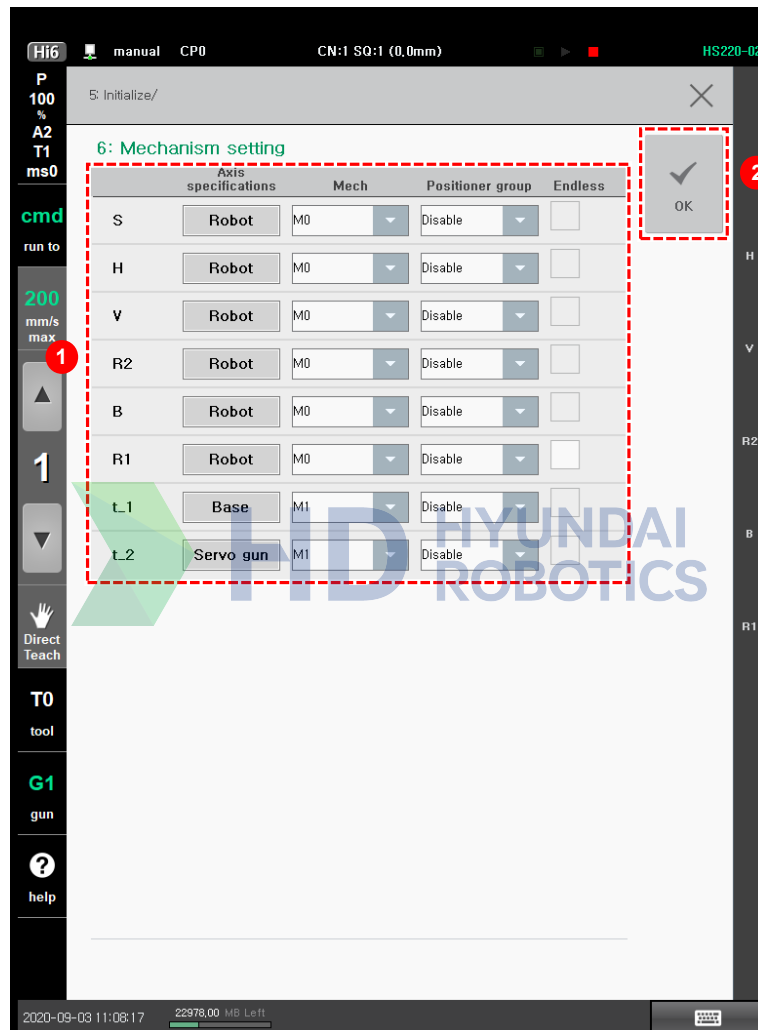 Hi6 manual CP0 CN:1 SQ:1 (0,0mm) HS220-02
P
100
%
A2
T1
ms0
5: Initialize/
6: Mechanism setting
Axis specifications Mech Positioner group Endless
OK
2
S Robot M0 Disable
H Robot M0 Disable
V Robot M0 Disable
R2 Robot M0 Disable
B Robot M0 Disable
R1 Robot M0 Disable
t_1 Base M1 Disable
t_2 Servo gun M1 Disable
cmd
run to
200
mm/s
max
1
1
Direct
Teach
T0
tool
G1
gun
?
help
H
V
R2
B
R1
HD HYUNDAI
ROBOTICS
2020-09-03 11:08:17 22978,00 MB Left